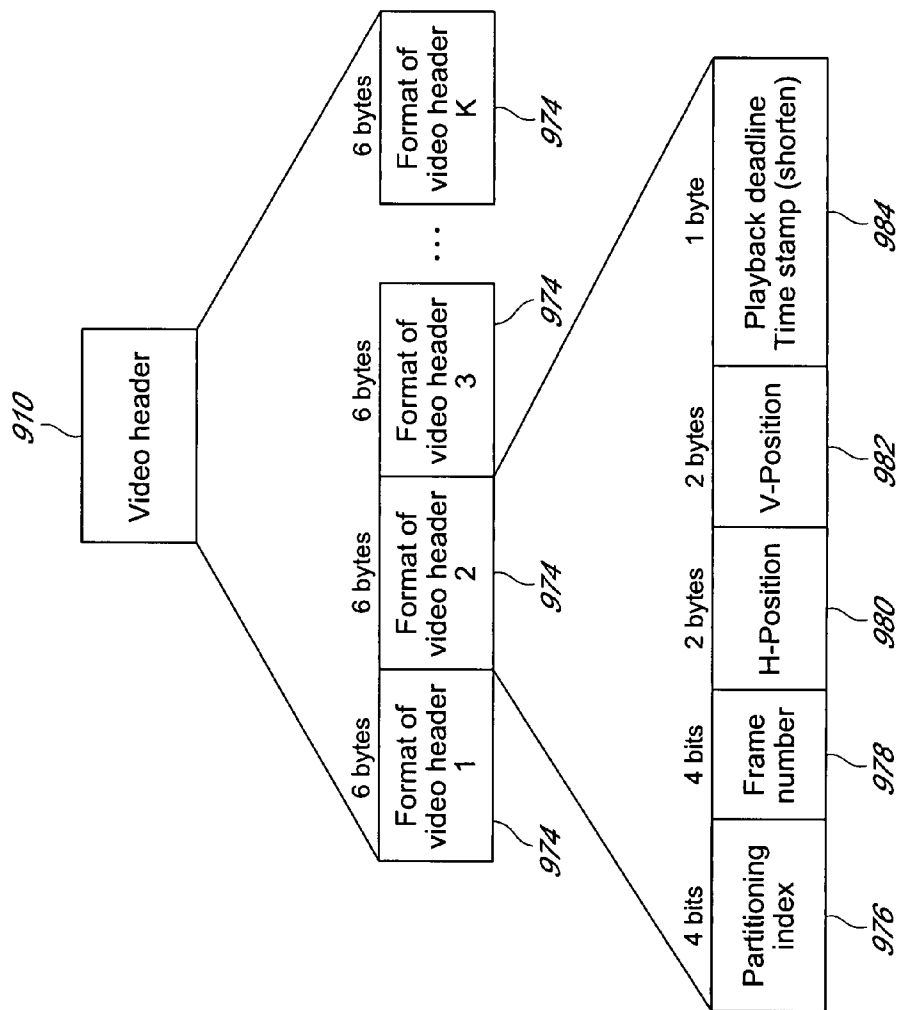 910
Video header
6 bytes
6 bytes
6 bytes
6 bytes
Format of
video header
1
Format of
video header
2
Format of
video header
3
...
Format of
video header
K
974
974
974
974
4 bits
4 bits
2 bytes
2 bytes
1 byte
Partitioning
index
Frame
number
H-Position
V-Position
Playback deadline
Time stamp (shorten)
976
978
980
982
984